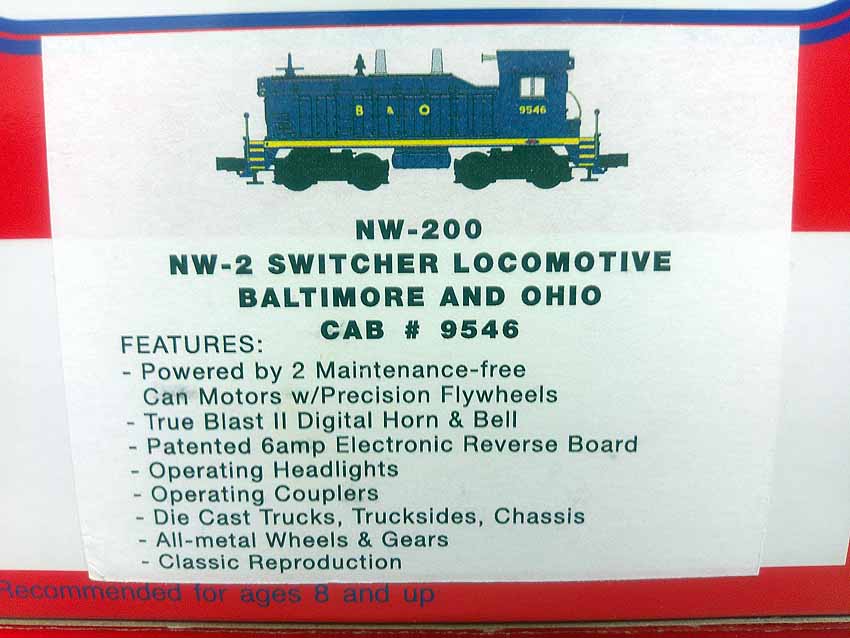 B & O
9546
NW-200
NW-2 SWITCHER LOCOMOTIVE
BALTIMORE AND OHIO
CAB # 9546
FEATURES:
- Powered by 2 Maintenance-free
Can Motors w/Precision Flywheels
- True Blast II Digital Horn & Bell
- Patented 6amp Electronic Reverse Board
- Operating Headlights
- Operating Couplers
- Die Cast Trucks, Trucksides, Chassis
- All-metal Wheels & Gears
- Classic Reproduction
Recommended for ages 8 and up